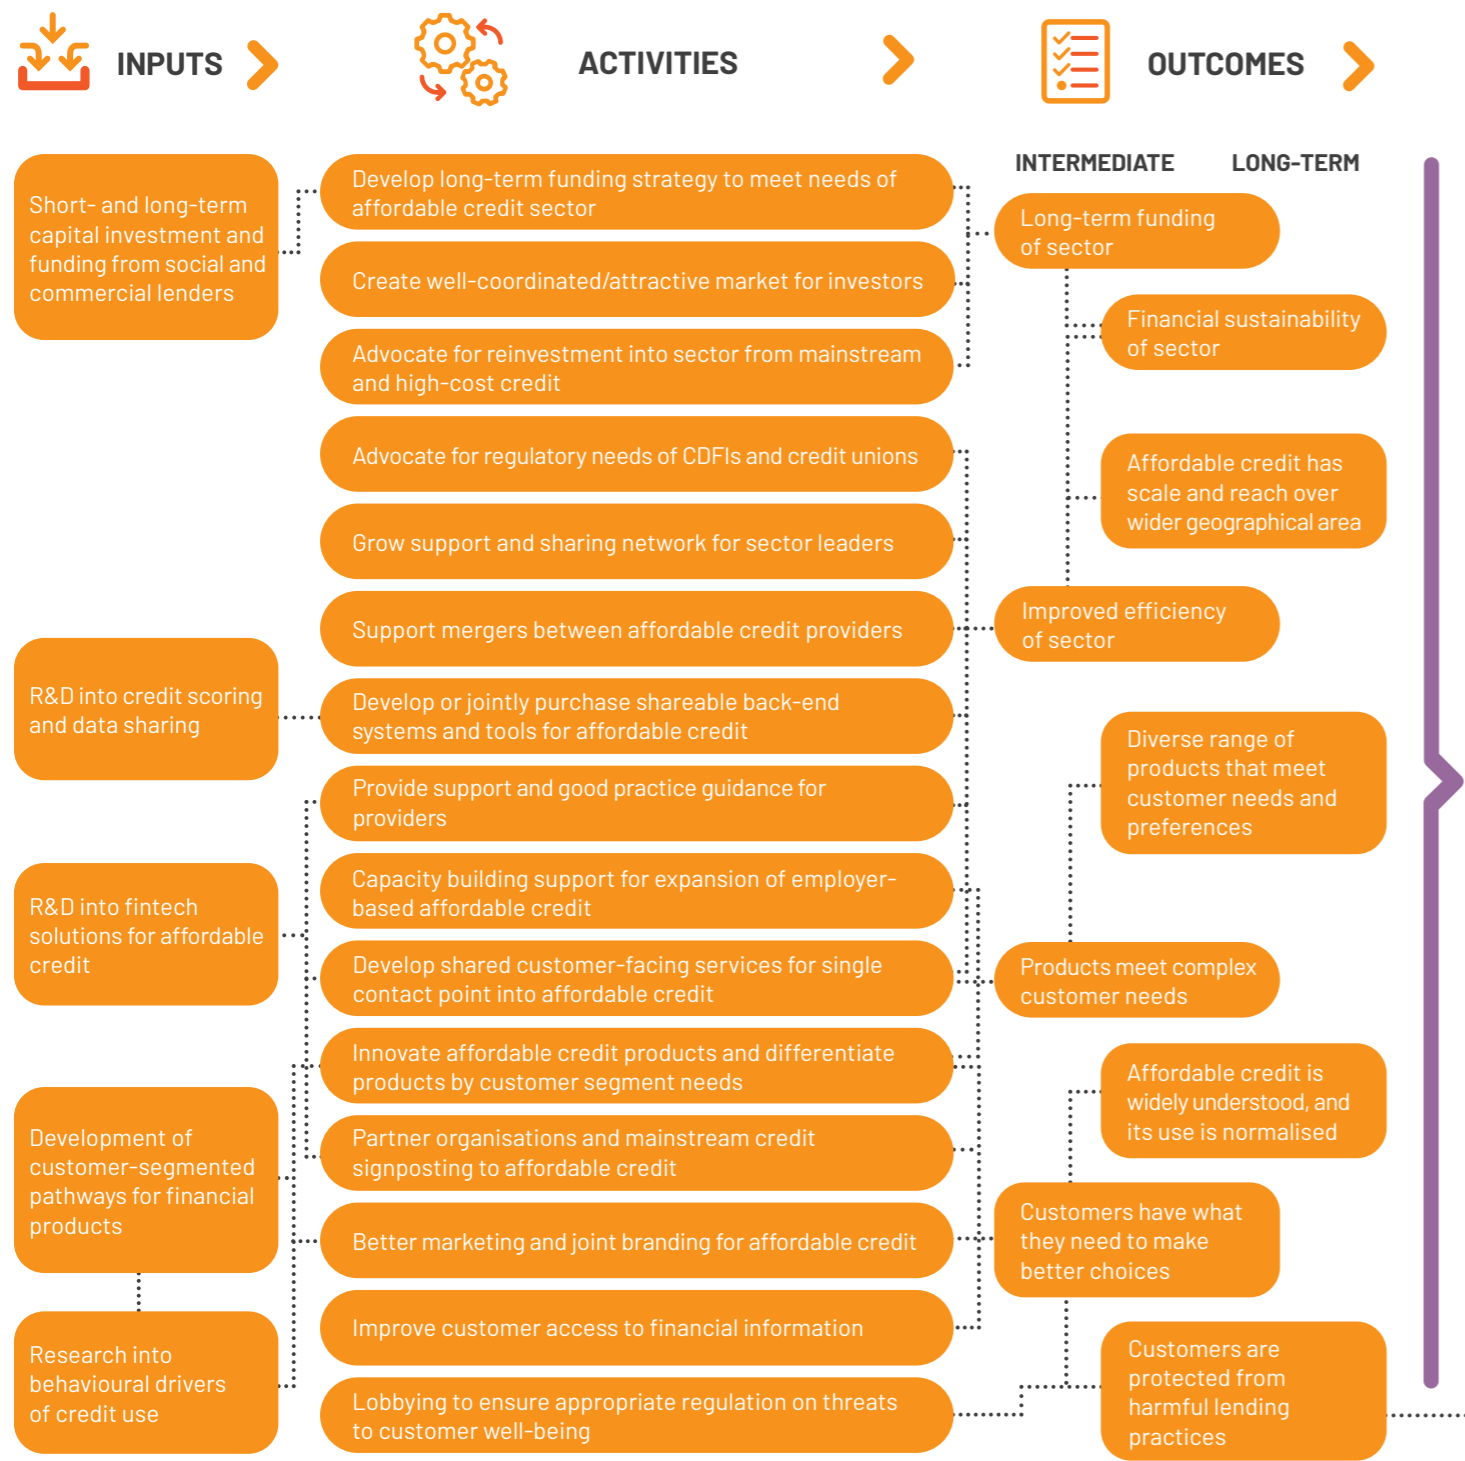 INPUTS
ACTIVITIES
OUTCOMES
INTERMEDIATE
LONG-TERM
Short- and long-term
capital investment and
funding from social and
commercial lenders
R&D into credit scoring
and data sharing
R&D into fintech
solutions for affordable
credit
Development of
customer-segmented
pathways for financial
products
Research into
behavioural drivers
of credit use
Develop long-term funding strategy to meet needs of
affordable credit sector
Create well-coordinated/attractive market for investors
Advocate for reinvestment into sector from mainstream
and high-cost credit
Advocate for regulatory needs of CDFIs and credit unions
Grow support and sharing network for sector leaders
Support mergers between affordable credit providers
Develop or jointly purchase shareable back-end
systems and tools for affordable credit
Provide support and good practice guidance for
providers
Capacity building support for expansion of employer-
based affordable credit
Develop shared customer-facing services for single
contact point into affordable credit
Innovate affordable credit products and differentiate
products by customer segment needs
Partner organisations and mainstream credit
signposting to affordable credit
Better marketing and joint branding for affordable credit
Improve customer access to financial information
Lobbying to ensure appropriate regulation on threats
to customer well-being
Long-term funding
of sector
Financial sustainability
of sector
Affordable credit has
scale and reach over
wider geographical area
Improved efficiency
of sector
Diverse range of
products that meet
customer needs and
preferences
Products meet complex
customer needs
Affordable credit is
widely understood, and
its use is normalised
Customers have what
they need to make
better choices
Customers are
protected from
harmful lending
practices